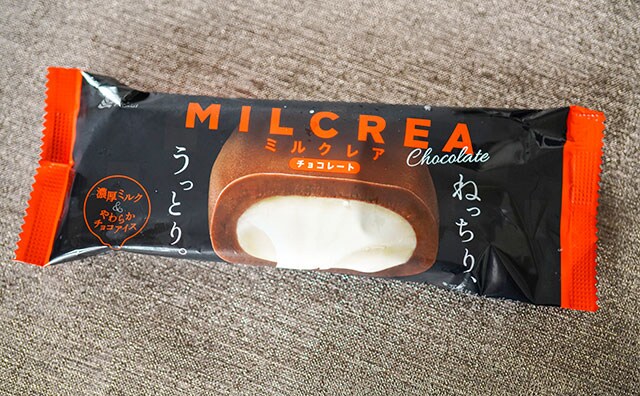 MILCREA
ミルクレア
チョコレート
Chocolate
ねっちり、
うっとり。
濃厚ミルク
&
やわらか
チョコアイス